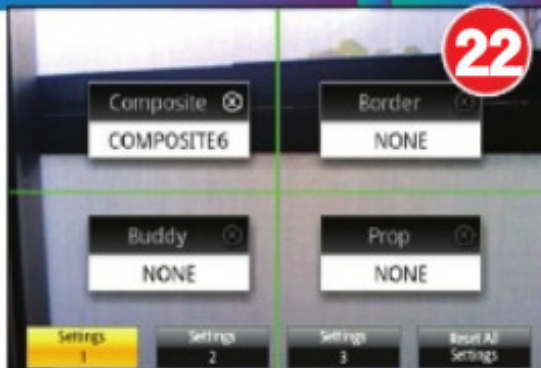 22
Composite Border
COMPOSITE6 NONE
Buddy Prop
NONE NONE
Settings Settings Settings Reset All
1 2 3 Settings